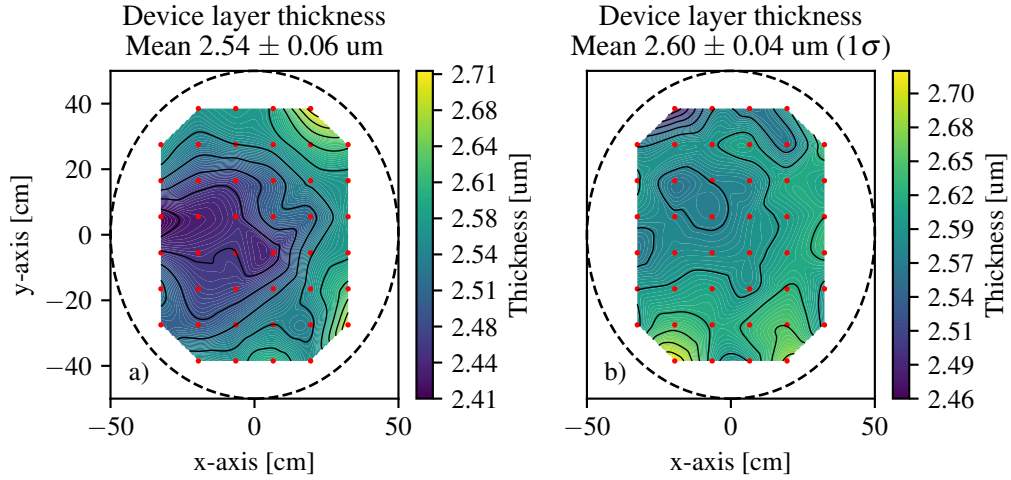 Device layer thickness
Mean 2.54 ± 0.06 um
40
20
0
−20
−40
y-axis [cm]
−50
0
50
x-axis [cm]
a)
2.71
2.68
2.64
2.61
2.58
2.54
2.51
2.48
2.44
2.41
Thickness [um]
Device layer thickness
Mean 2.60 ± 0.04 um (1σ)
−50
0
50
x-axis [cm]
b)
2.70
2.68
2.65
2.62
2.60
2.57
2.54
2.51
2.49
2.46
Thickness [um]